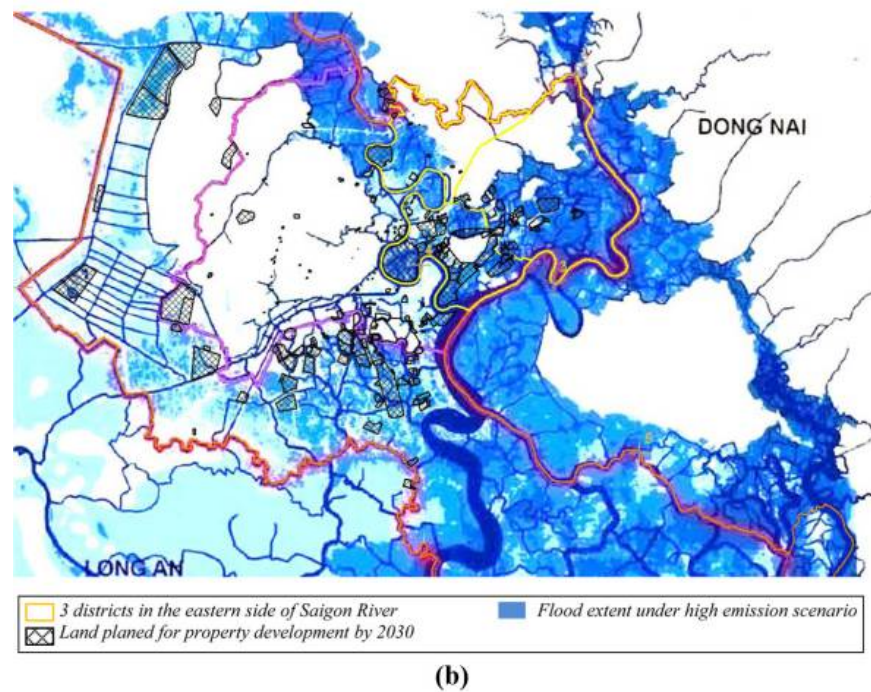 DONG NAI
LONG AN
3 districts in the eastern side of Saigon River
Flood extent under high emission scenario
Land planed for property development by 2030
(b)